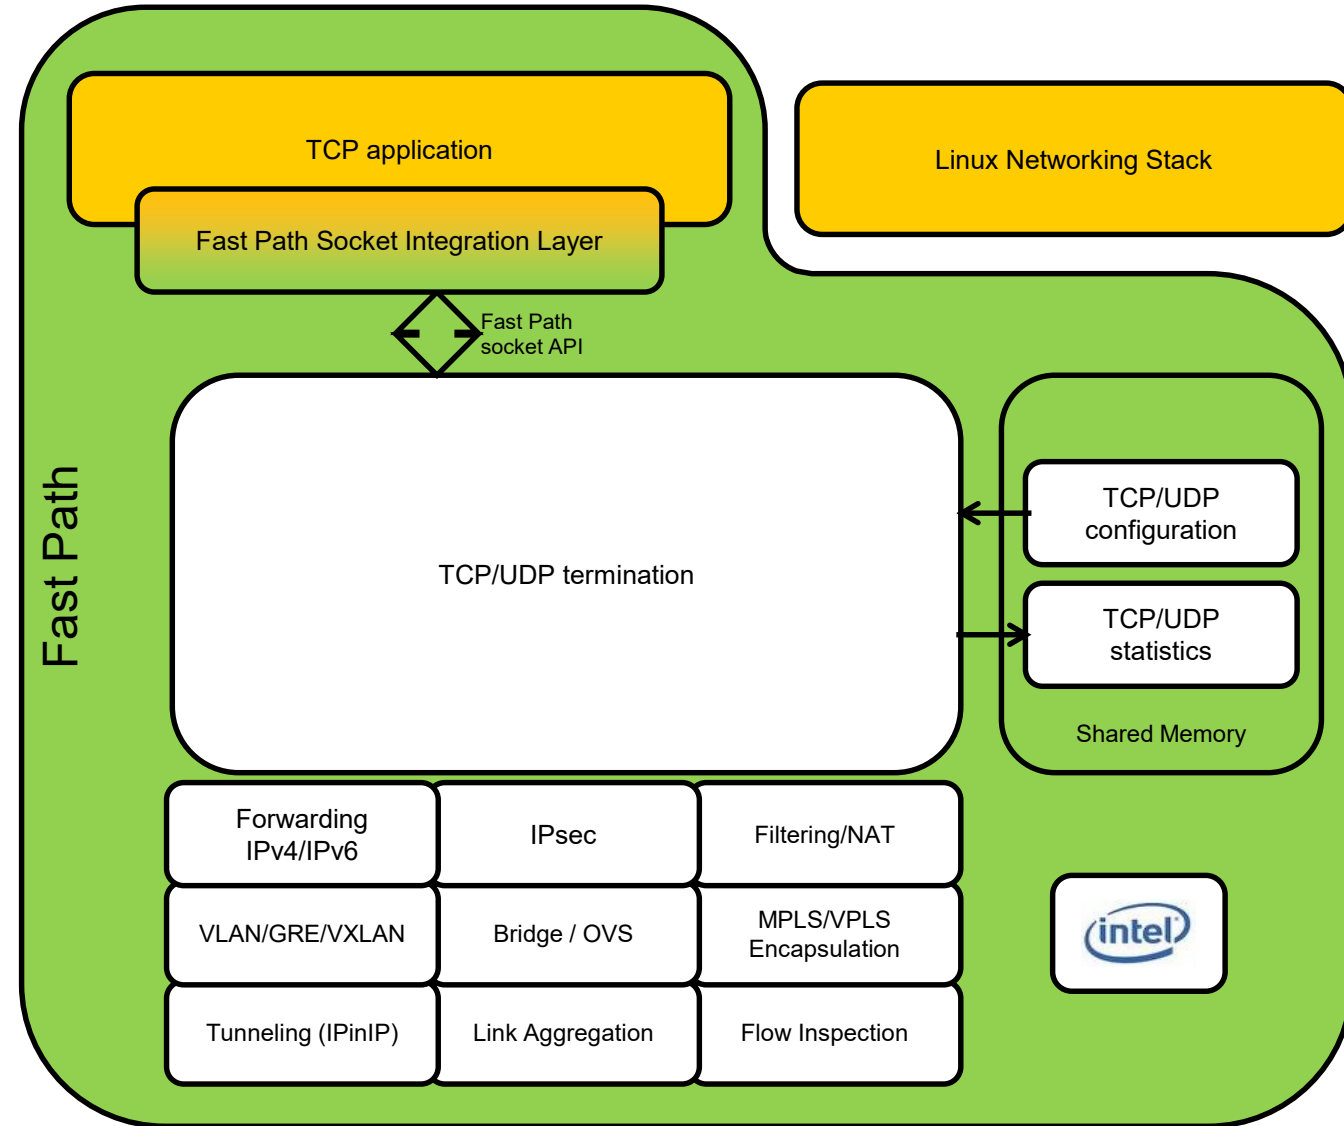 TCP application
Linux Networking Stack
Fast Path Socket Integration Layer
Fast Path
socket API
Fast Path
TCP/UDP termination
TCP/UDP
configuration
TCP/UDP
statistics
Shared Memory
Forwarding
IPv4/IPv6
IPsec
Filtering/NAT
VLAN/GRE/VXLAN
Bridge / OVS
MPLS/VPLS
Encapsulation
intel
Tunneling (IPinIP)
Link Aggregation
Flow Inspection